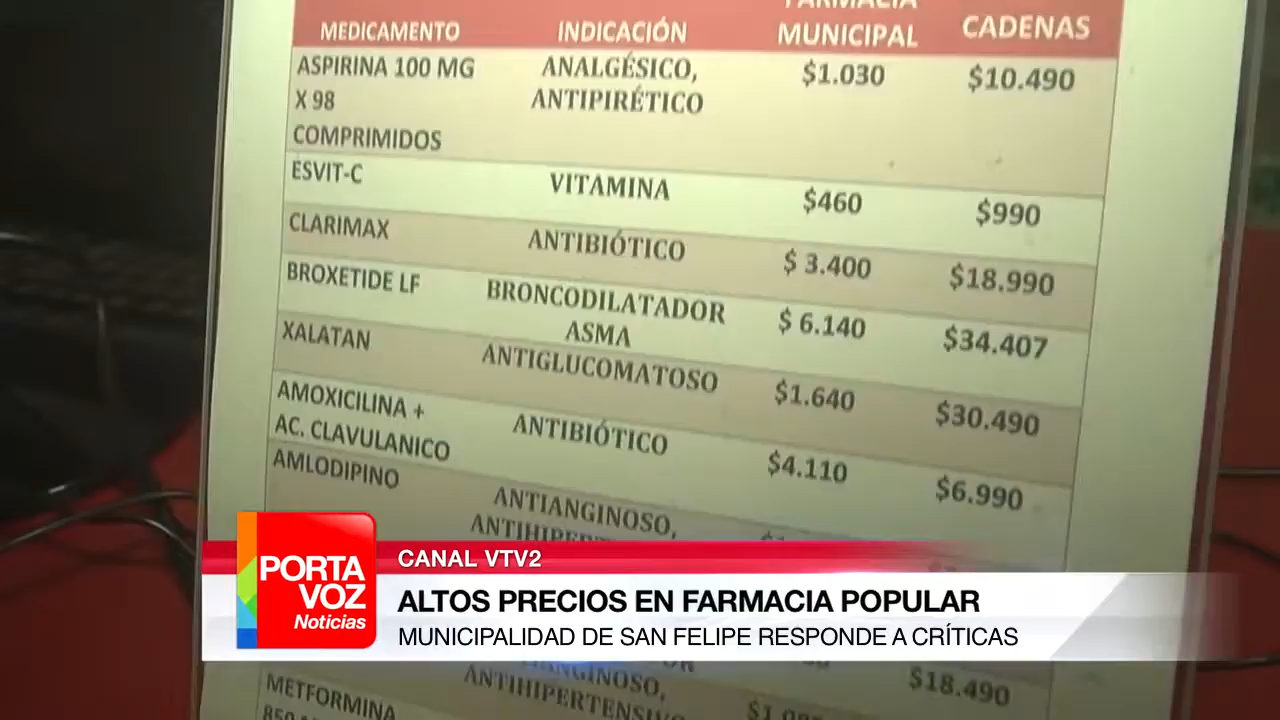 FARMACIA
MEDICAMENTO INDICACIÓN MUNICIPAL CADENAS
ASPIRINA 100 MG ANALGÉSICO, $1.030 $10.490
X 98 ANTIPIRÉTICO
COMPRIMIDOS
ESVIT-C VITAMINA $460 $990
CLARIMAX ANTIBIÓTICO $ 3.400 $18.990
BROXETIDE LF BRONCODILATADOR $ 6.140 $34.407
ASMA
XALATAN ANTIGLUCOMATOSO $1.640 $30.490
AMOXICILINA + ANTIBIÓTICO $4.110 $6.990
AC. CLAVULANICO
AMLODIPINO ANTIANGINOSO,
PORTA
VOZ
Noticias
CANAL VTV2
ALTOS PRECIOS EN FARMACIA POPULAR
MUNICIPALIDAD DE SAN FELIPE RESPONDE A CRÍTICAS
$18.490
METFORMINA